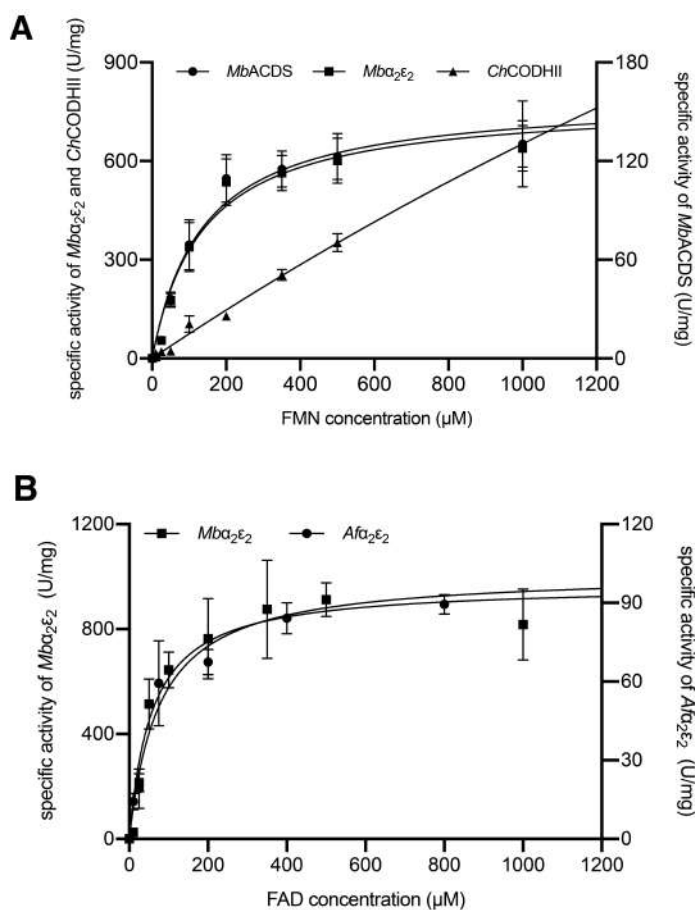 A
MbACDS
Mbα₂ε₂
ChCODHII
specific activity of Mbα₂ε₂ and ChCODHII (U/mg)
900
600
300
0
180
120
60
0
specific activity of MbACDS (U/mg)
0 200 400 600 800 1000 1200
FMN concentration (µM)
B
Mbα₂ε₂
Afα₂ε₂
specific activity of Mbα₂ε₂ (U/mg)
1200
800
400
0
120
90
60
30
0
specific activity of Afα₂ε₂ (U/mg)
0 200 400 600 800 1000 1200
FAD concentration (µM)